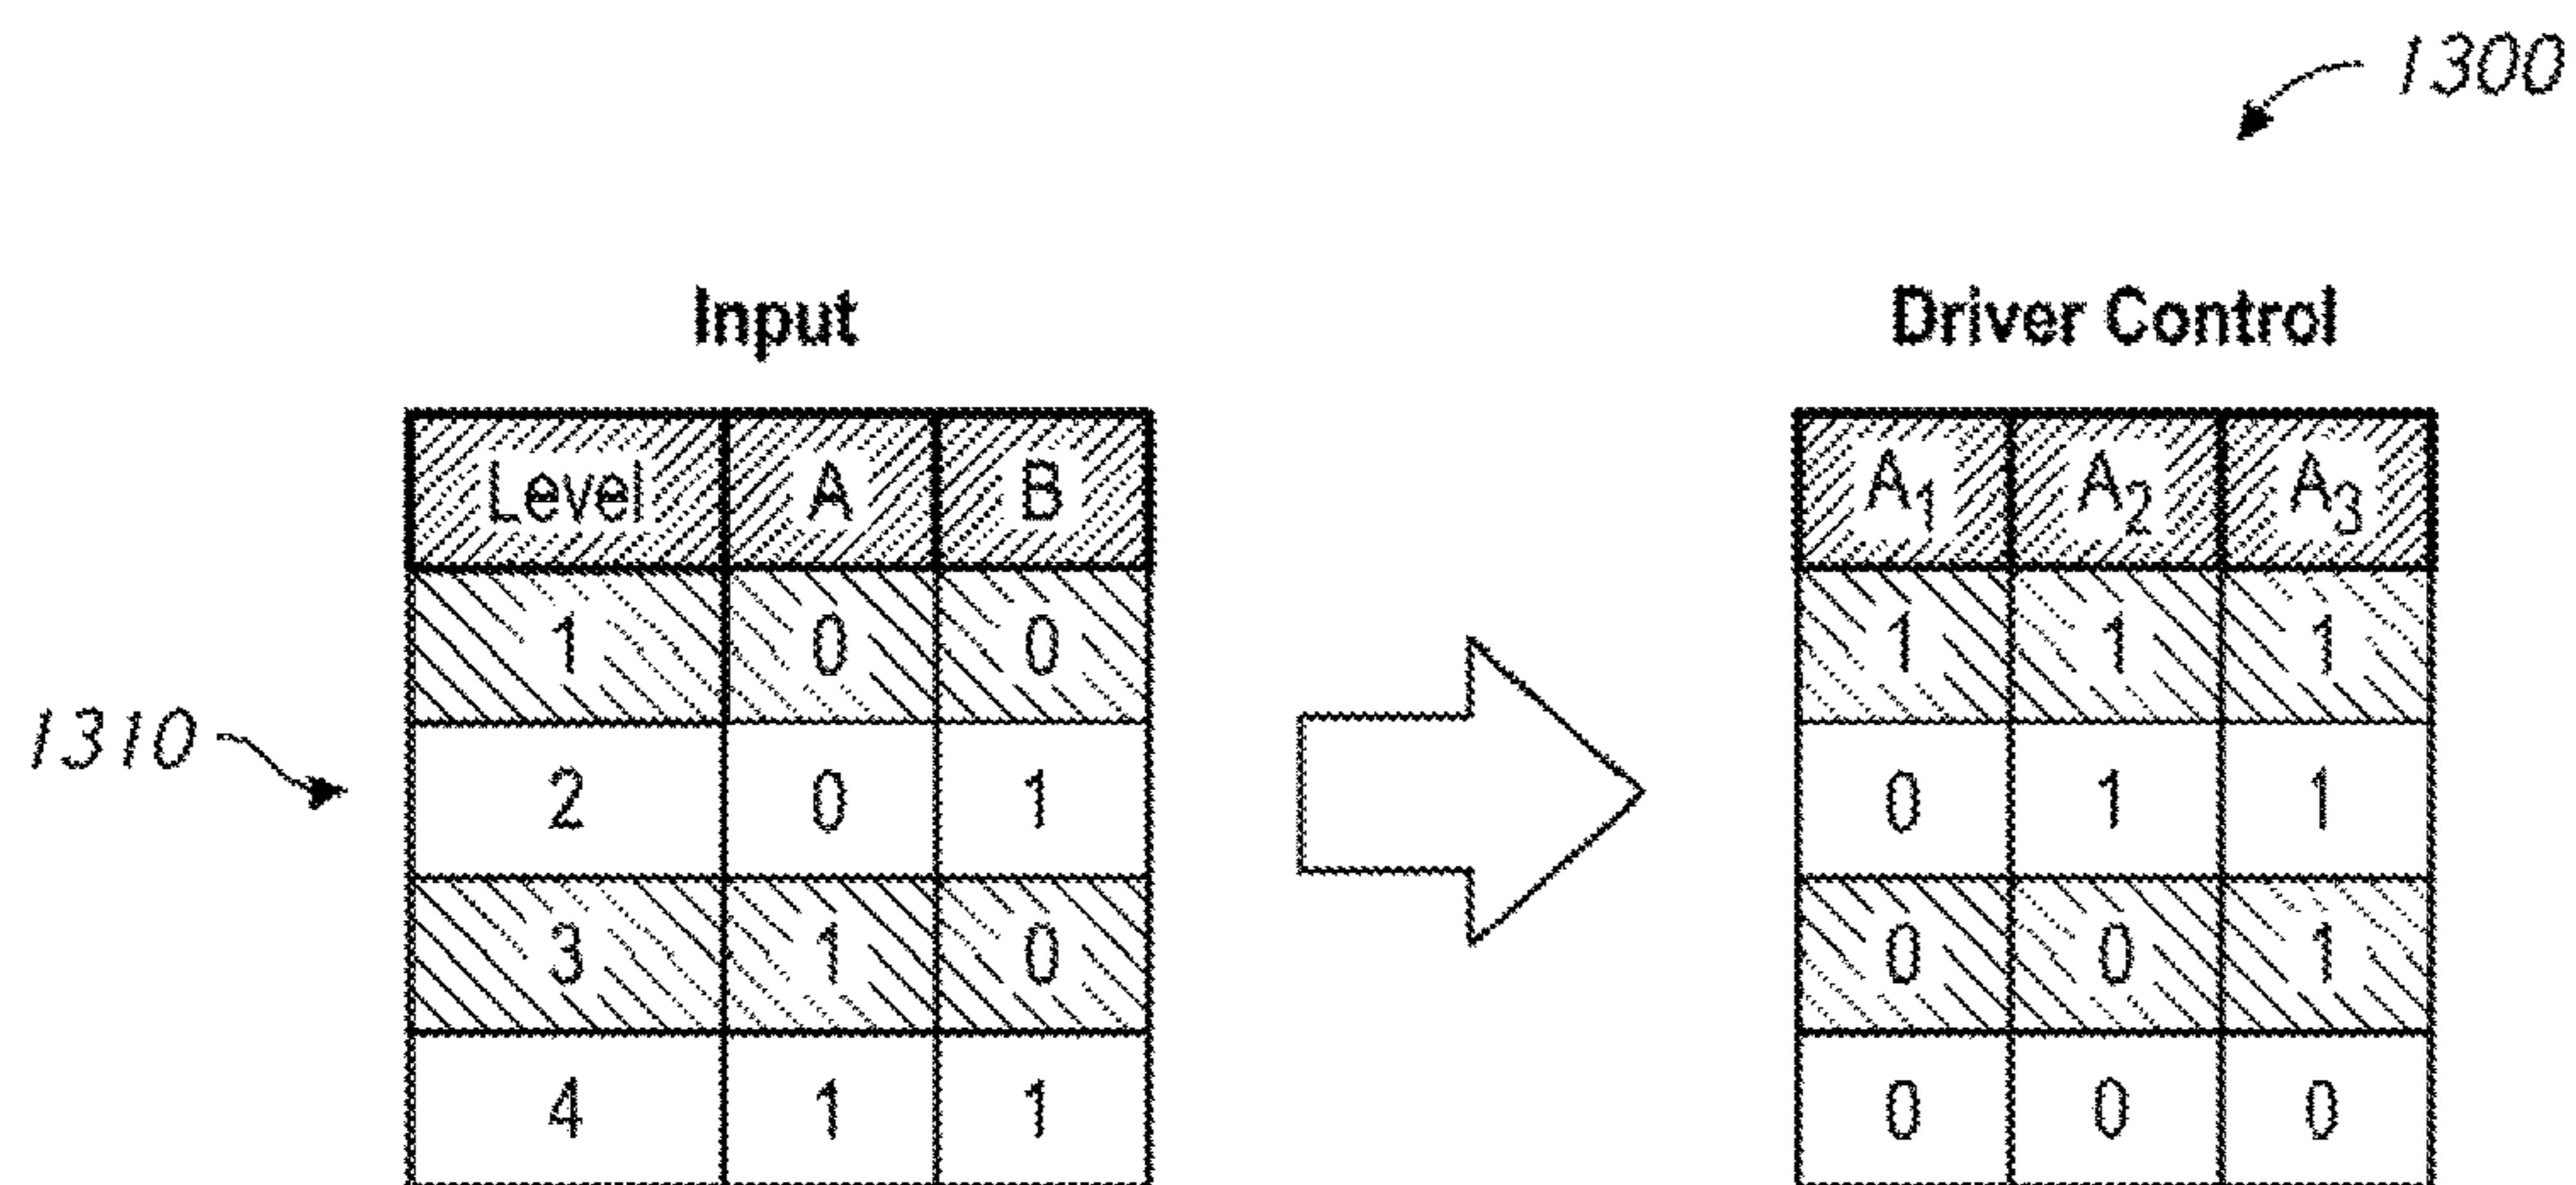 1300
Input Driver Control
Level A B A1 A2 A3
1 0 0 1 1 1
1310
2 0 1 0 1 1
3 1 0 0 0 1
4 1 1 0 0 0